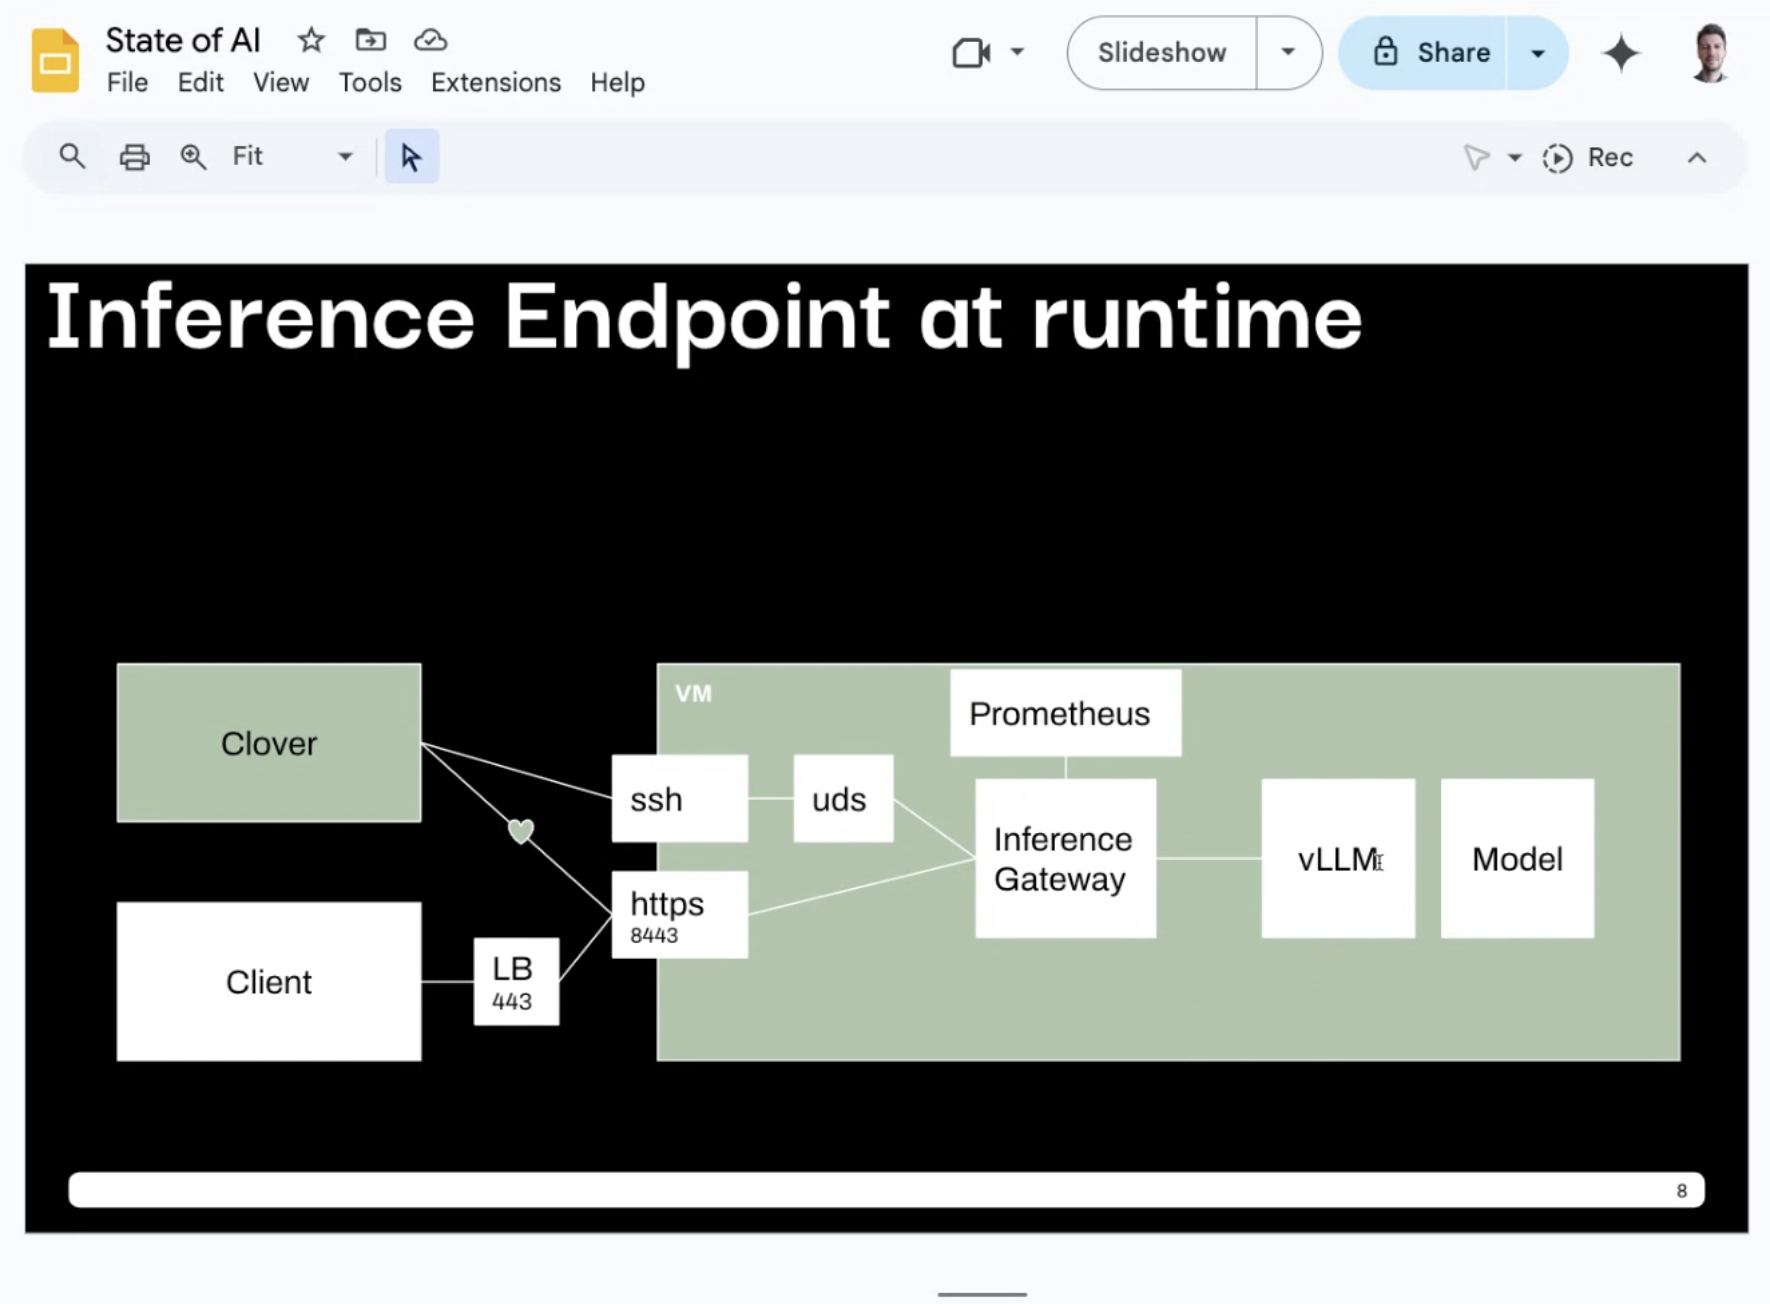 State of AI
File Edit View Tools Extensions Help
Slideshow
Share
Fit
Rec
Inference Endpoint at runtime
VM
Prometheus
Clover
ssh
uds
Inference
Gateway
vLLM
Model
https
8443
Client
LB
443
8